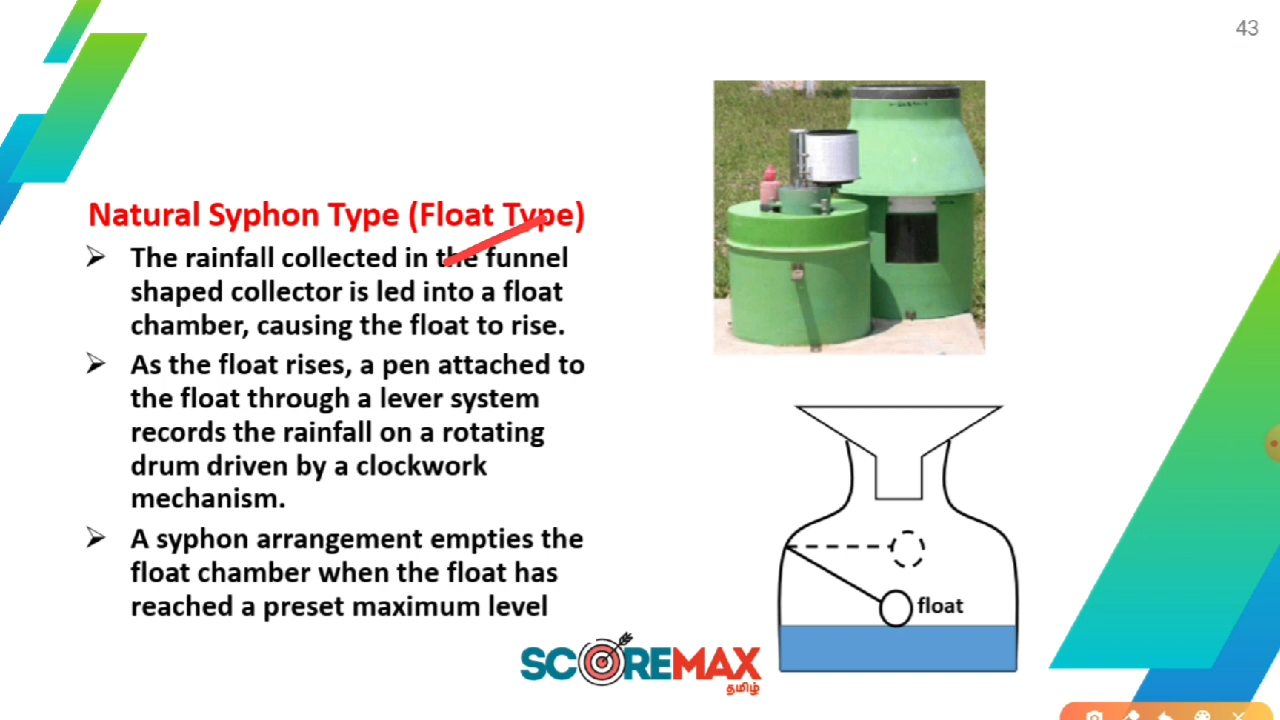 43
Natural Syphon Type (Float Type)
➢ The rainfall collected in the funnel
shaped collector is led into a float
chamber, causing the float to rise.
➢ As the float rises, a pen attached to
the float through a lever system
records the rainfall on a rotating
drum driven by a clockwork
mechanism.
➢ A syphon arrangement empties the
float chamber when the float has
reached a preset maximum level
float
SCOREMAX
தமிழ்